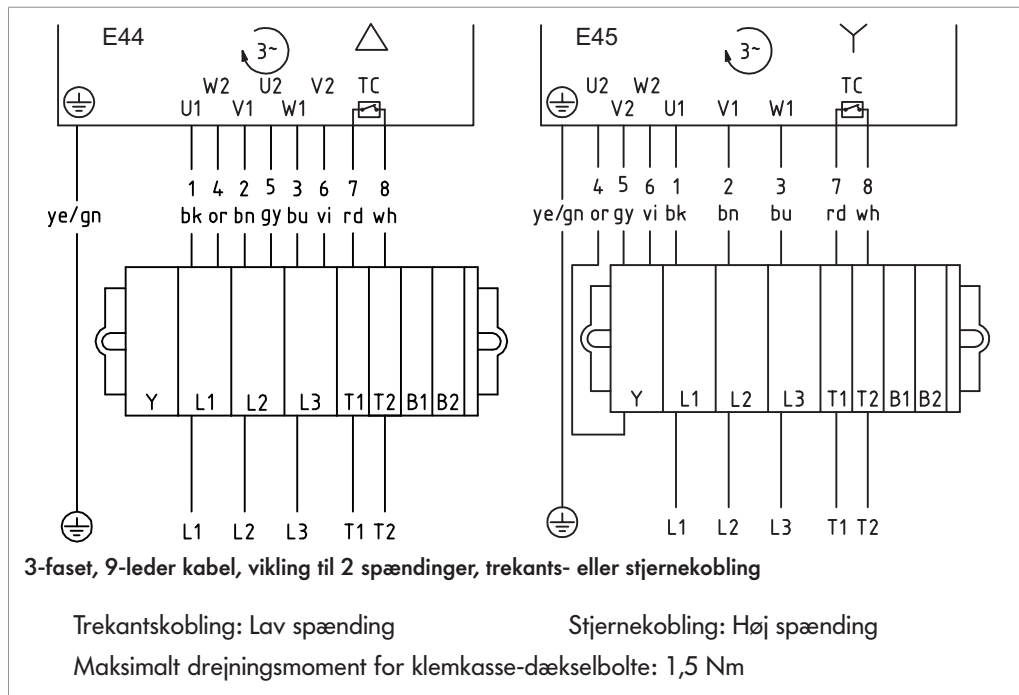 E44 3~ E45 3~
W2 U2 V2 TC U2 W2 TC
U1 V1 W1 V2 U1 V1 W1
1 4 2 5 3 6 7 8 4 5 6 1 2 3 7 8
ye/gn bk or bn gy bu vi rd wh ye/gn or gy vi bk bn bu rd wh
Y L1 L2 L3 T1 T2 B1 B2 Y L1 L2 L3 T1 T2 B1 B2
L1 L2 L3 T1 T2 L1 L2 L3 T1 T2
3-faset, 9-leder kabel, vikling til 2 spændinger, trekants- eller stjernekobling
Trekantskobling: Lav spænding Stjernekobling: Høj spænding
Maksimalt drejningsmoment for klemkasse-dækselbolte: 1,5 Nm